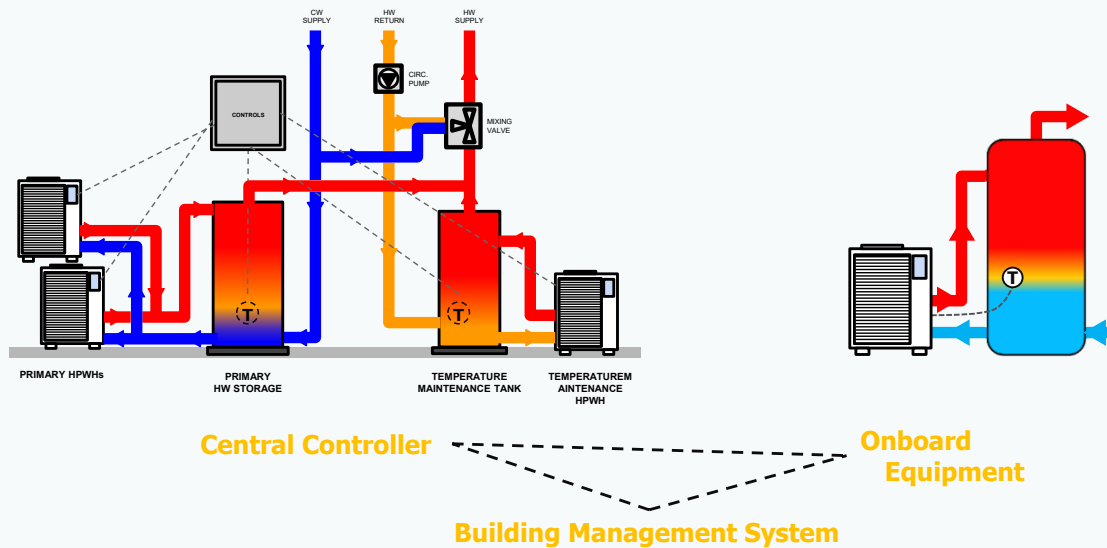 CW
SUPPLY
HW
RETURN
HW
SUPPLY
CIRC.
PUMP
CONTROLS
MIXING
VALVE
T
T
T
PRIMARY HPWHs
PRIMARY
HW STORAGE
TEMPERATURE
MAINTENANCE TANK
TEMPERATUREM
AINTENANCE
HPWH
Central Controller
Onboard
Equipment
Building Management System